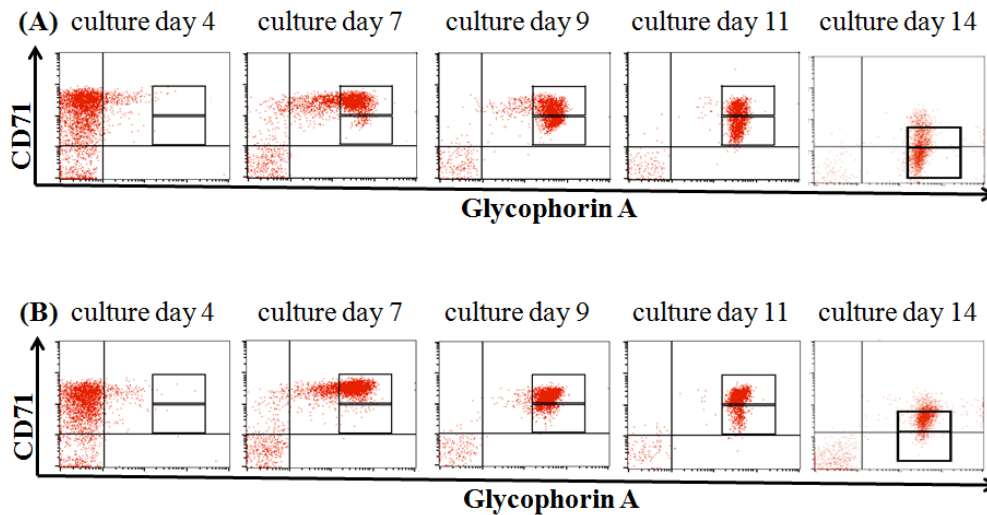 (A) culture day 4 culture day 7 culture day 9 culture day 11 culture day 14
CD71
Glycophorin A
(B) culture day 4 culture day 7 culture day 9 culture day 11 culture day 14
CD71
Glycophorin A